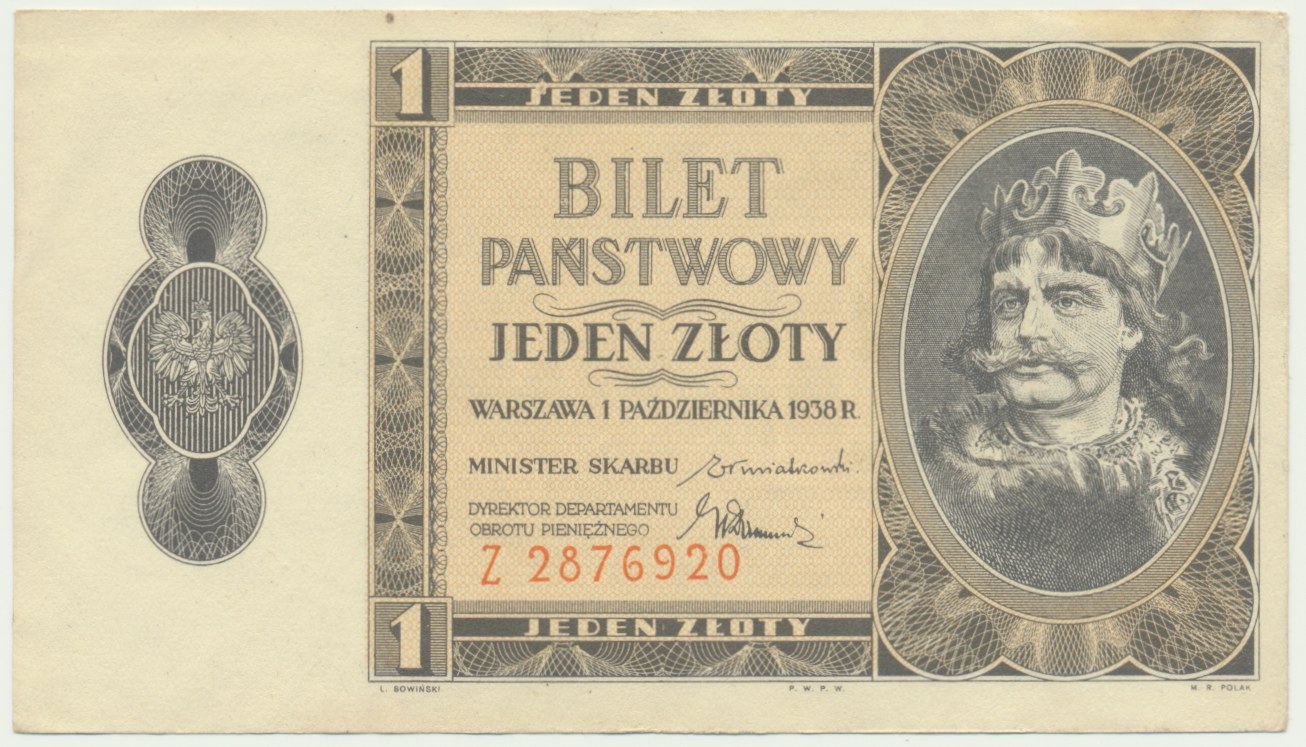 1
JEDEN ZŁOTY
BILET
PAŃSTWOWY
JEDEN ZŁOTY
WARSZAWA 1 PAŹDZIERNIKA 1938 R.
MINISTER SKARBU
DYREKTOR DEPARTAMENTU
OBROTU PIENIĘŻNEGO
Z 2876920
1
JEDEN ZŁOTY
L. SOWIŃSKI.
P. W. P. W.
M. R. POLAK.